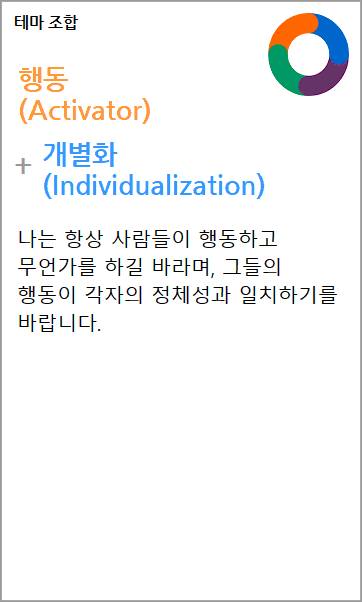 테마 조합
행동
(Activator)
+ 개별화
(Individualization)
나는 항상 사람들이 행동하고
무언가를 하길 바라며, 그들의
행동이 각자의 정체성과 일치하기를
바랍니다.